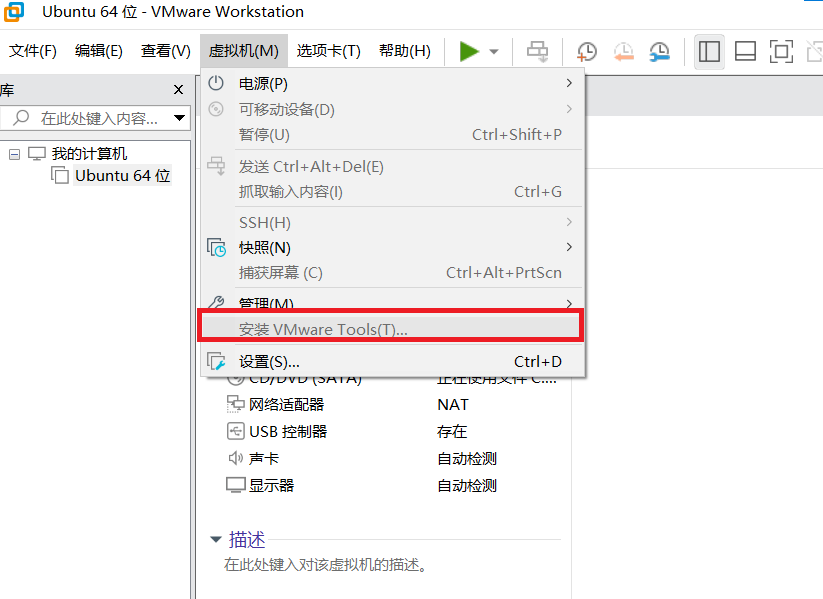 Ubuntu 64 位 - VMware Workstation
文件(F) 编辑(E) 查看(V) 虚拟机(M) 选项卡(T) 帮助(H)
库
在此处键入内容...
我的计算机
Ubuntu 64 位
电源(P)
可移动设备(D)
暂停(U) Ctrl+Shift+P
发送 Ctrl+Alt+Del(E)
抓取输入内容(I) Ctrl+G
SSH(H)
快照(N)
捕获屏幕 (C) Ctrl+Alt+PrtScn
管理(M)
安装 VMware Tools(T)...
设置(S)... Ctrl+D
CD/DVD (SATA) 正在使用文件 C:...
网络适配器 NAT
USB 控制器 存在
声卡 自动检测
显示器 自动检测
描述
在此处键入对该虚拟机的描述。